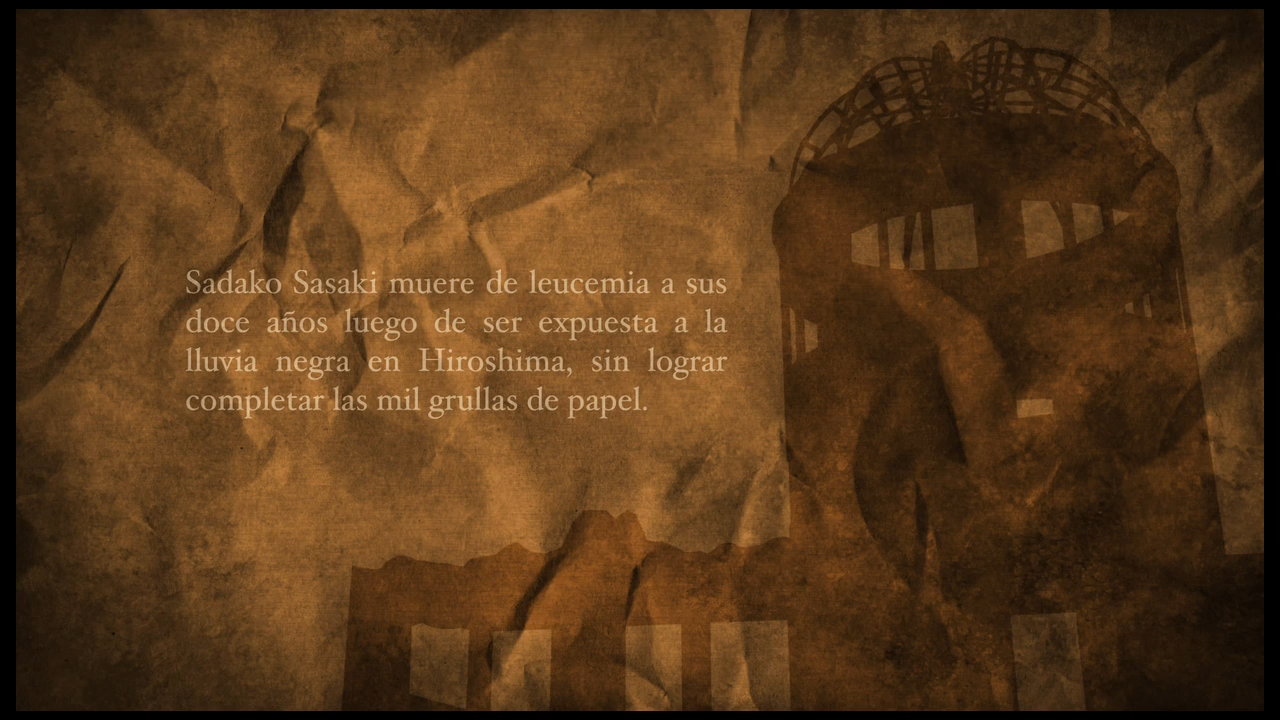 Sadako Sasaki muere de leucemia a sus
doce años luego de ser expuesta a la
lluvia negra en Hiroshima, sin lograr
completar las mil grullas de papel.